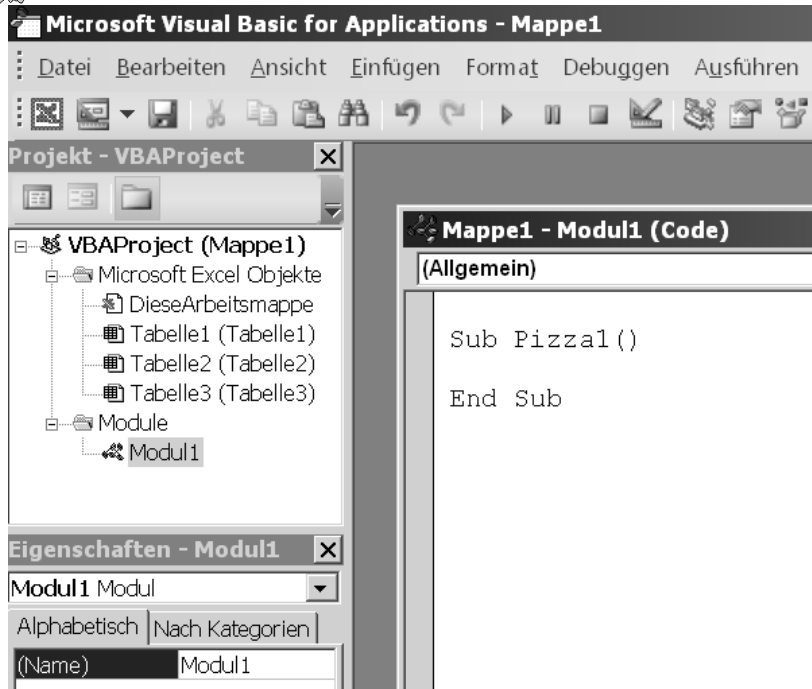 Microsoft Visual Basic for Applications - Mappe1
Datei Bearbeiten Ansicht Einfügen Format Debuggen Ausführen
Projekt - VBAProject
VBAProject (Mappe1)
Microsoft Excel Objekte
DieseArbeitsmappe
Tabelle1 (Tabelle1)
Tabelle2 (Tabelle2)
Tabelle3 (Tabelle3)
Module
Modul1
Eigenschaften - Modul1
Modul1 Modul
Alphabetisch Nach Kategorien
(Name) Modul1
Mappe1 - Modul1 (Code)
(Allgemein)
Sub Pizza1()
End Sub